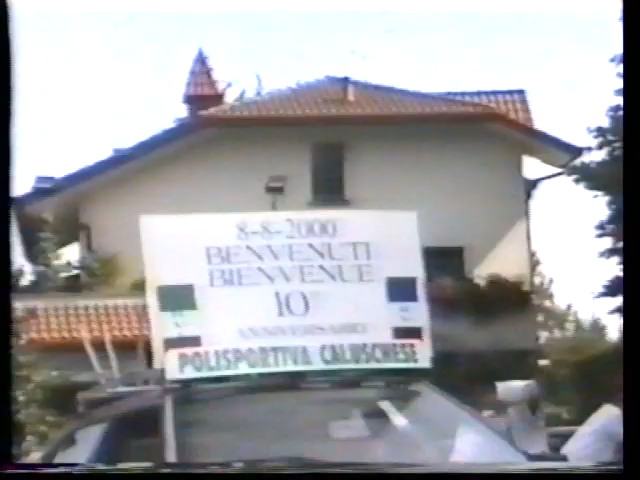 8-8-2000
BENVENUTI
BIENVENUE
10°
ANNIVERSARIO
POLISPORTIVA CALUSCHESE